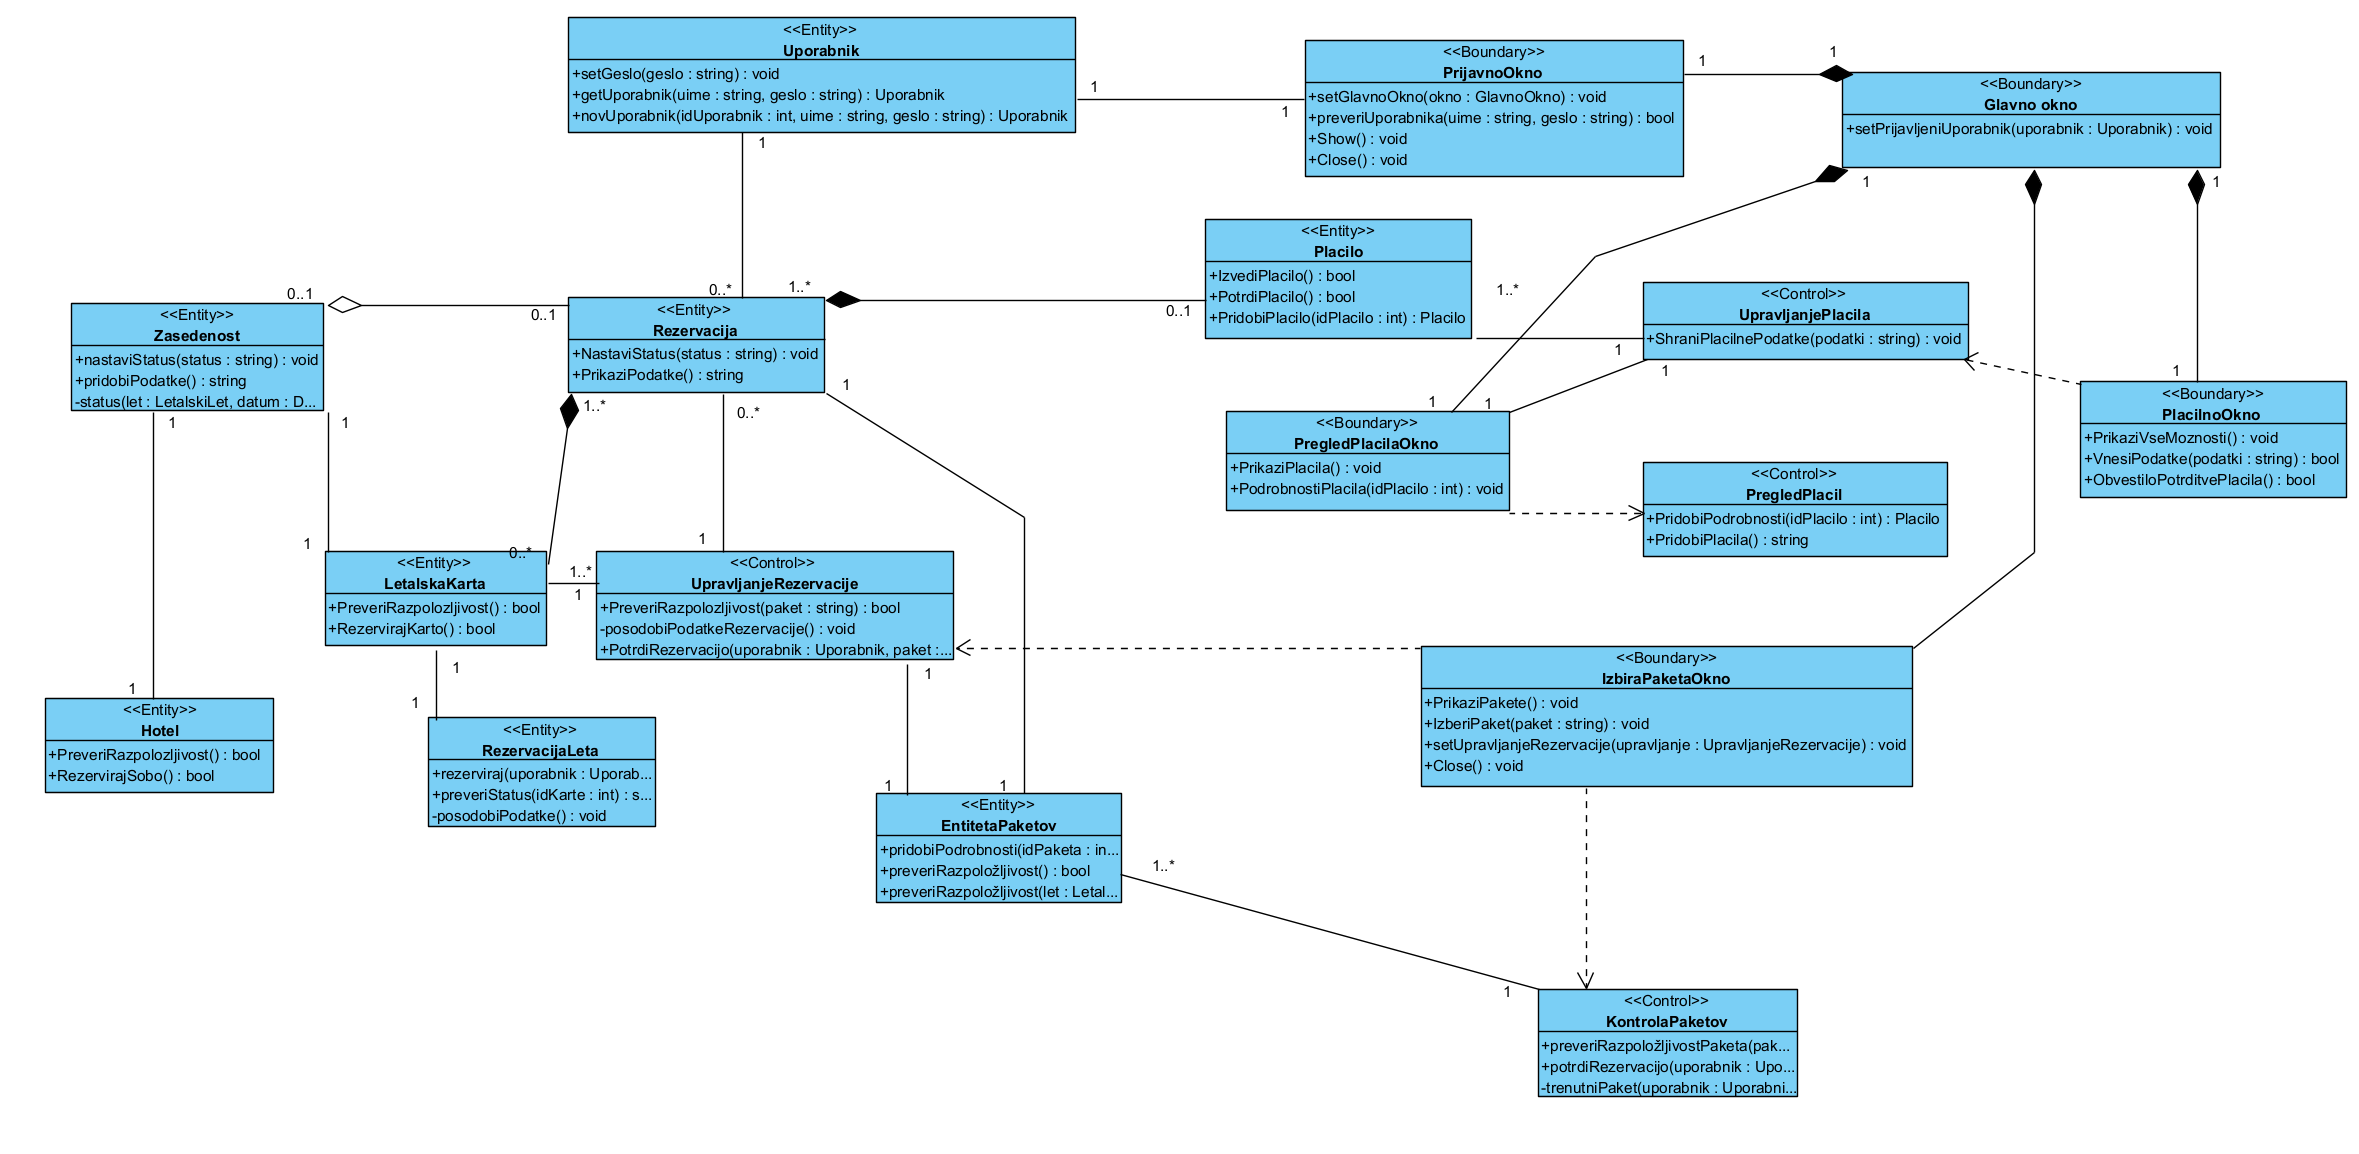 <<Entity>>
Uporabnik
+setGeslo(geslo : string) : void
+getUporabnik(uime : string, geslo : string) : Uporabnik
+novUporabnik(idUporabnik : int, uime : string, geslo : string) : Uporabnik
1
1
1
<<Boundary>>
PrijavnoOkno
+setGlavnoOkno(okno : GlavnoOkno) : void
+preveriUporabnika(uime : string, geslo : string) : bool
+Show() : void
+Close() : void
1
1
<<Boundary>>
Glavno okno
+setPrijavljeniUporabnik(uporabnik : Uporabnik) : void
1
1
<<Entity>>
Placilo
+IzvediPlacilo() : bool
+PotrdiPlacilo() : bool
+PridobiPlacilo(idPlacilo : int) : Placilo
1..*
1
0..1
0..1
<<Entity>>
Zasedenost
+nastaviStatus(status : string) : void
+pridobiPodatke() : string
-status(let : LetalskiLet, datum : D...
1
1
0..*
1..*
0..1
<<Entity>>
Rezervacija
+NastaviStatus(status : string) : void
+PrikaziPodatke() : string
1..*
0..*
1
<<Control>>
UpravljanjePlacila
+ShraniPlacilnePodatke(podatki : string) : void
1
1
1
1
<<Boundary>>
PlacilnoOkno
+PrikaziVseMoznosti() : void
+VnesiPodatke(podatki : string) : bool
+ObvestiloPotrditvePlacila() : bool
<<Boundary>>
PregledPlacilaOkno
+PrikaziPlacila() : void
+PodrobnostiPlacila(idPlacilo : int) : void
<<Control>>
PregledPlacil
+PridobiPodrobnosti(idPlacilo : int) : Placilo
+PridobiPlacila() : string
1
0..*
<<Entity>>
LetalskaKarta
+PreveriRazpolozljivost() : bool
+RezervirajKarto() : bool
1..*
1
1
1
<<Control>>
UpravljanjeRezervacije
+PreveriRazpolozljivost(paket : string) : bool
-posodobiPodatkeRezervacije() : void
+PotrdiRezervacijo(uporabnik : Uporabnik, paket :...
1
<<Boundary>>
IzbiraPaketaOkno
+PrikaziPakete() : void
+IzberiPaket(paket : string) : void
+setUpravljanjeRezervacije(upravljanje : UpravljanjeRezervacije) : void
+Close() : void
1
<<Entity>>
Hotel
+PreveriRazpolozljivost() : bool
+RezervirajSobo() : bool
1
<<Entity>>
RezervacijaLeta
+rezerviraj(uporabnik : Uporab...
+preveriStatus(idKarte : int) : s...
-posodobiPodatke() : void
1
1
<<Entity>>
EntitetaPaketov
+pridobiPodrobnosti(idPaketa : in...
+preveriRazpoložljivost() : bool
+preveriRazpoložljivost(let : Letal...
1..*
1
<<Control>>
KontrolaPaketov
+preveriRazpoložljivostPaketa(pak...
+potrdiRezervacijo(uporabnik : Upo...
-trenutniPaket(uporabnik : Uporabni...